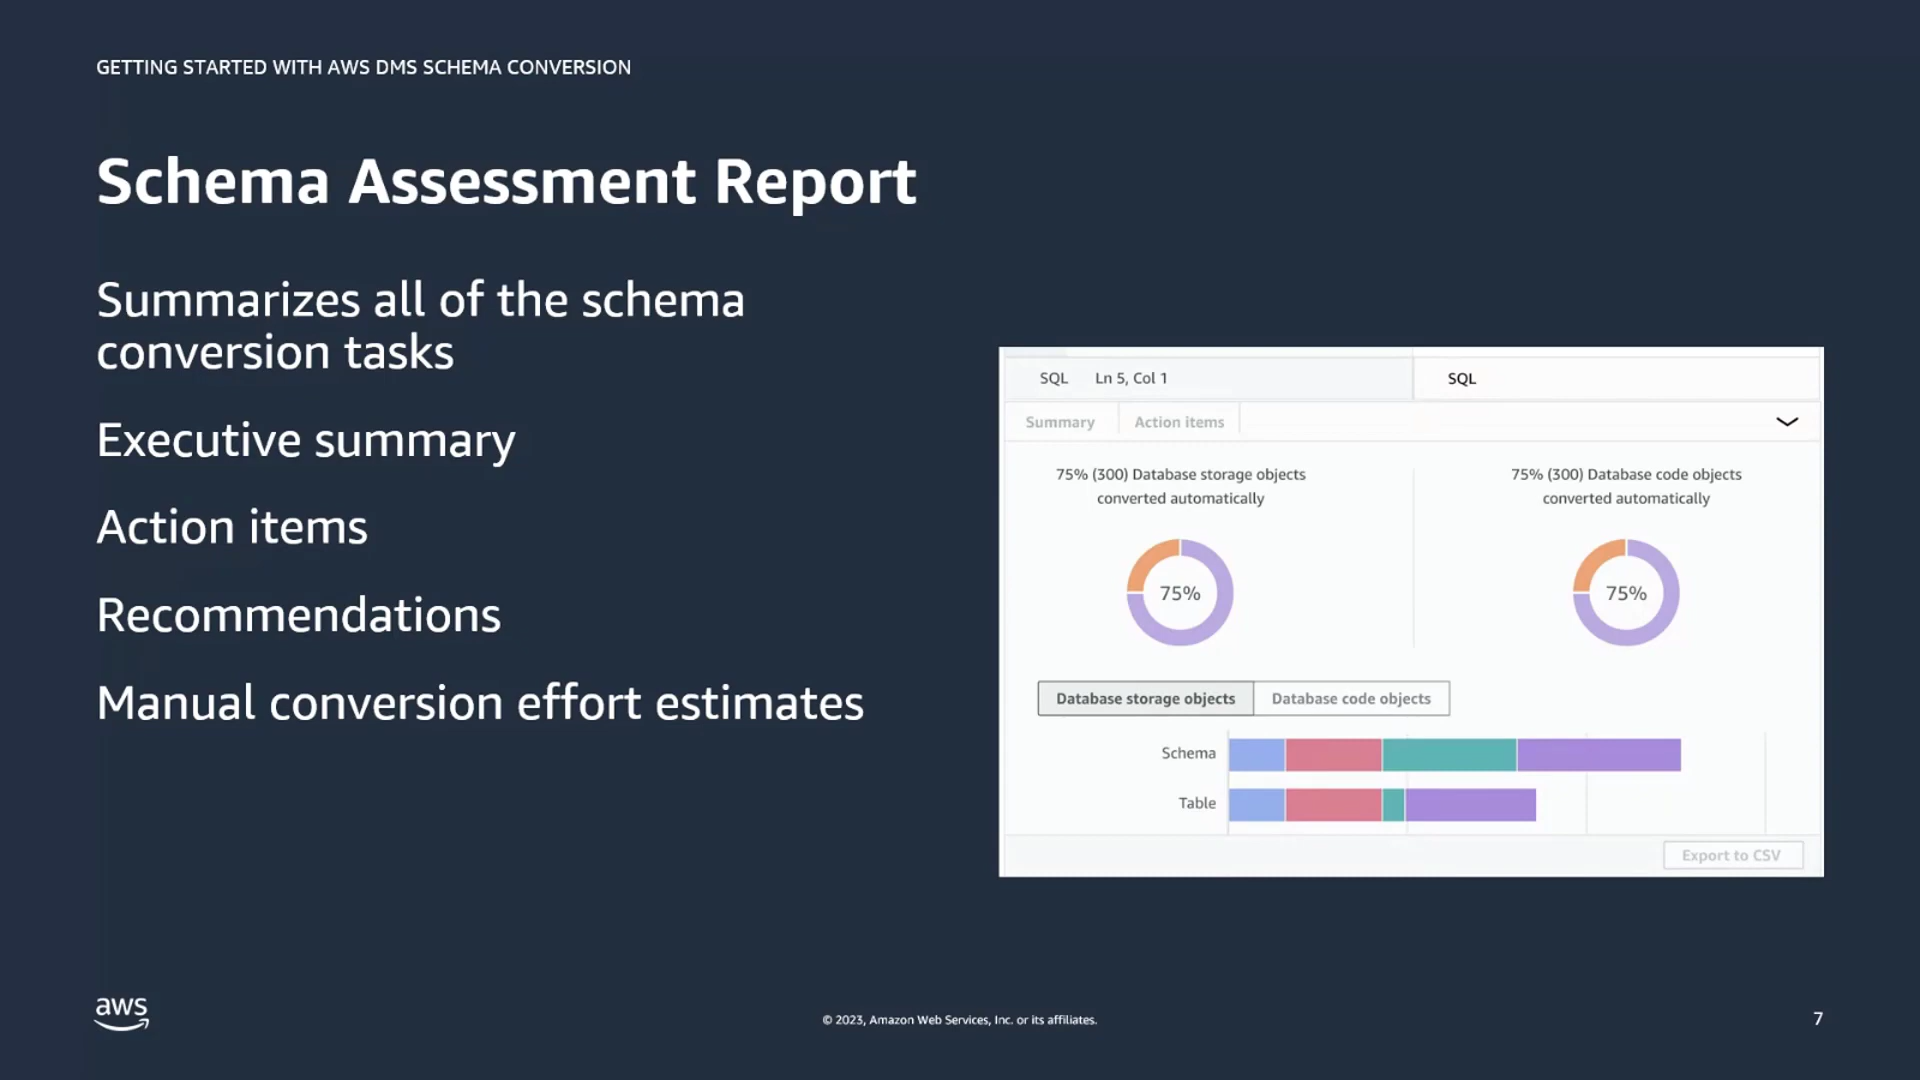 GETTING STARTED WITH AWS DMS SCHEMA CONVERSION
Schema Assessment Report
Summarizes all of the schema
conversion tasks
Executive summary
Action items
Recommendations
Manual conversion effort estimates
SQL Ln 5, Col 1
SQL
Summary
Action items
75% (300) Database storage objects
converted automatically
75%
75% (300) Database code objects
converted automatically
75%
Database storage objects
Database code objects
Schema
Table
Export to CSV
aws
© 2023, Amazon Web Services, Inc. or its affiliates.
7